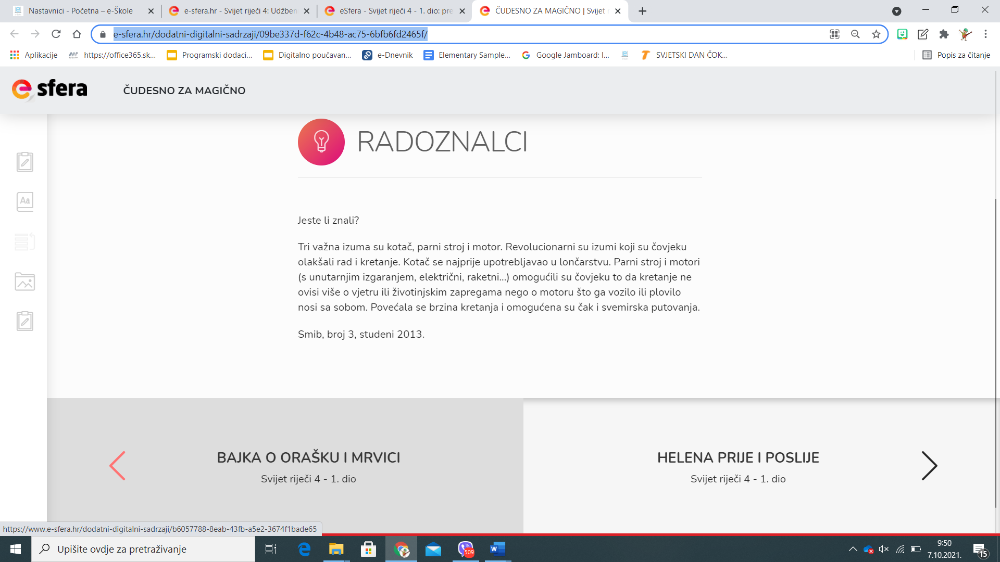 Nastavnici - Početna – e-Škole
e-sfera.hr - Svijet riječi 4: Udžben
eSfera - Svijet riječi 4 - 1. dio: pre
ČUDESNO ZA MAGIČNO | Svijet r
e-sfera.hr/dodatni-digitalni-sadrzaji/09be337d-f62c-4b48-ac75-6bfb6fd2465f/
Aplikacije
https://office365.sk...
Programski dodaci...
Digitalno poučavan...
e-Dnevnik
Elementary Sample...
Google Jamboard: I...
SVJETSKI DAN ČOK...
Popis za čitanje
e sfera
ČUDESNO ZA MAGIČNO
RADOZNALCI
Aa
Jeste li znali?
Tri važna izuma su kotač, parni stroj i motor. Revolucionarni su izumi koji su čovjeku
olakšali rad i kretanje. Kotač se najprije upotrebljavao u lončarstvu. Parni stroj i motori
(s unutarnjim izgaranjem, električni, raketni...) omogućili su čovjeku to da kretanje ne
ovisi više o vjetru ili životinjskim zapregama nego o motoru što ga vozilo ili plovilo
nosi sa sobom. Povećala se brzina kretanja i omogućena su čak i svemirska putovanja.
Smib, broj 3, studeni 2013.
BAJKA O ORAŠKU I MRVICI
Svijet riječi 4 - 1. dio
HELENA PRIJE I POSLIJE
Svijet riječi 4 - 1. dio
https://www.e-sfera.hr/dodatni-digitalni-sadrzaji/b6057788-8eab-43fb-a5e2-3674f1bade65
Upišite ovdje za pretraživanje
509
9:50
7.10.2021.
15